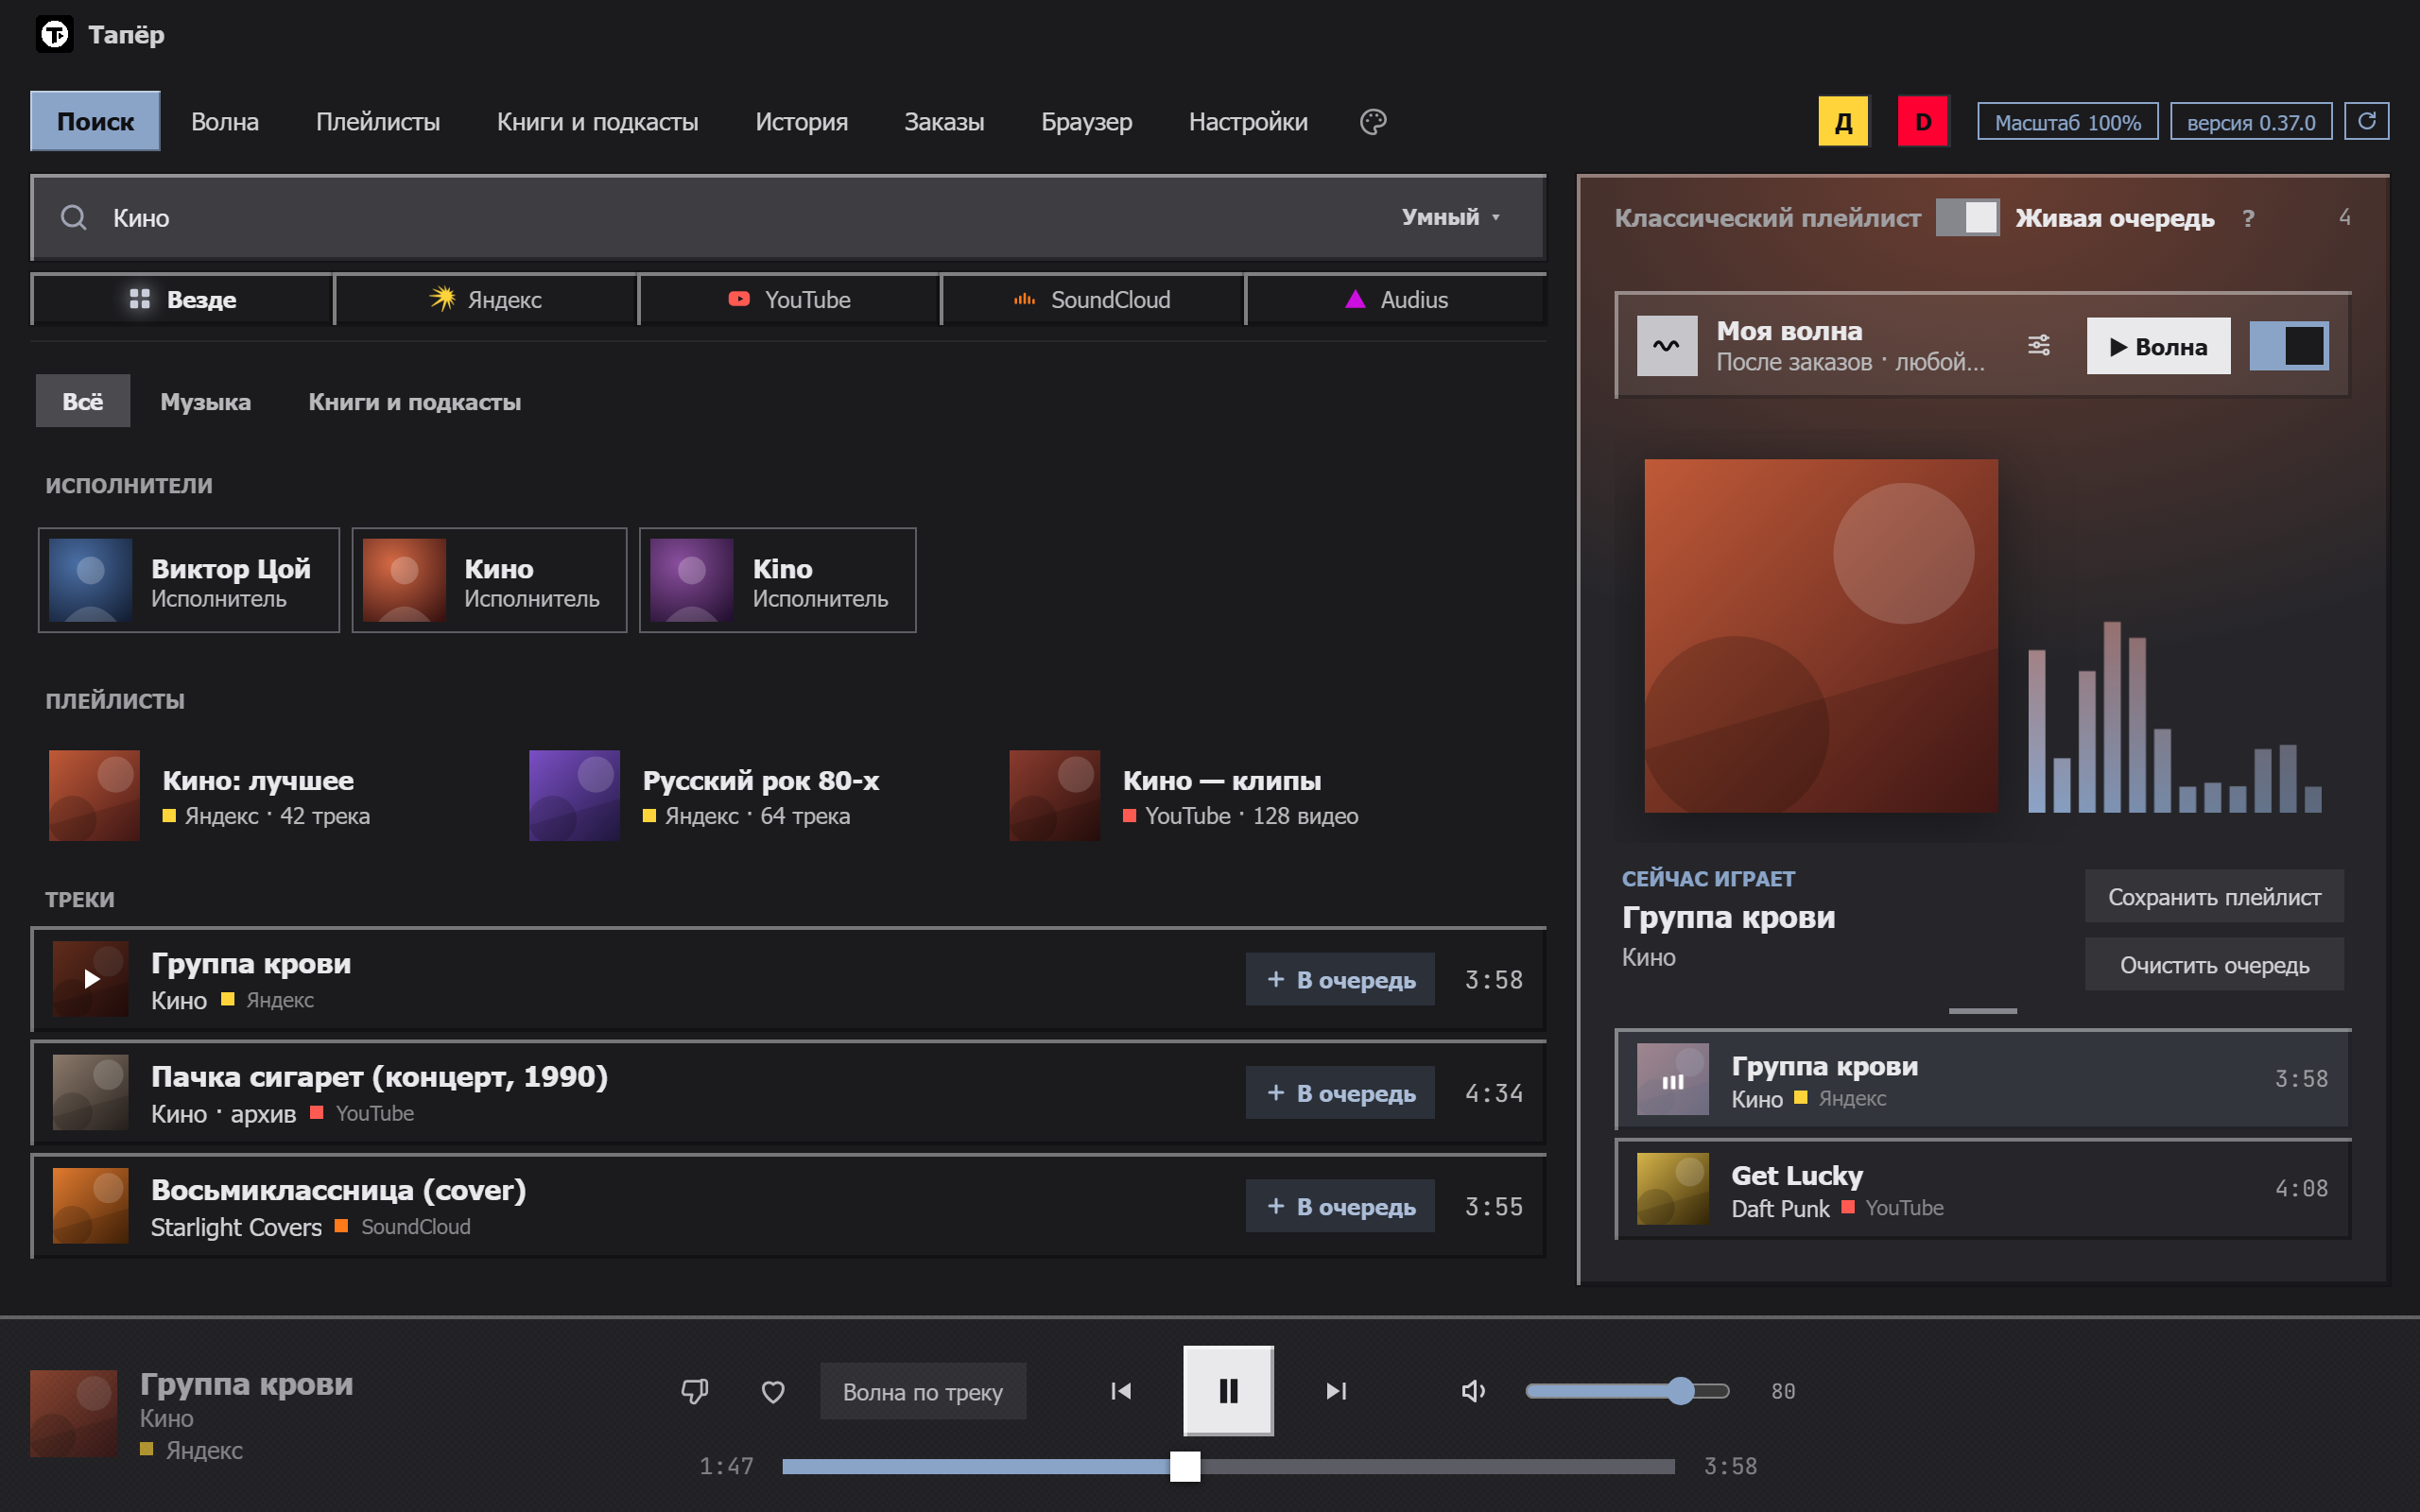 Тапёр
Поиск Волна Плейлисты Книги и подкасты История Заказы Браузер Настройки Д D Масштаб 100% версия 0.37.0
Кино Умный
Везде Яндекс YouTube SoundCloud Audius
Всё Музыка Книги и подкасты
ИСПОЛНИТЕЛИ
Виктор Цой
Исполнитель
Кино
Исполнитель
Kino
Исполнитель
ПЛЕЙЛИСТЫ
Кино: лучшее
Яндекс · 42 трека
Русский рок 80-х
Яндекс · 64 трека
Кино — клипы
YouTube · 128 видео
ТРЕКИ
Группа крови
Кино Яндекс
+ В очередь 3:58
Пачка сигарет (концерт, 1990)
Кино · архив YouTube
+ В очередь 4:34
Восьмиклассница (cover)
Starlight Covers SoundCloud
+ В очередь 3:55
Классический плейлист Живая очередь ? 4
Моя волна
После заказов · любой...
Волна
СЕЙЧАС ИГРАЕТ
Группа крови
Кино
Сохранить плейлист
Очистить очередь
Группа крови
Кино Яндекс
3:58
Get Lucky
Daft Punk YouTube
4:08
Группа крови
Кино
Яндекс
Волна по треку
80
1:47 3:58